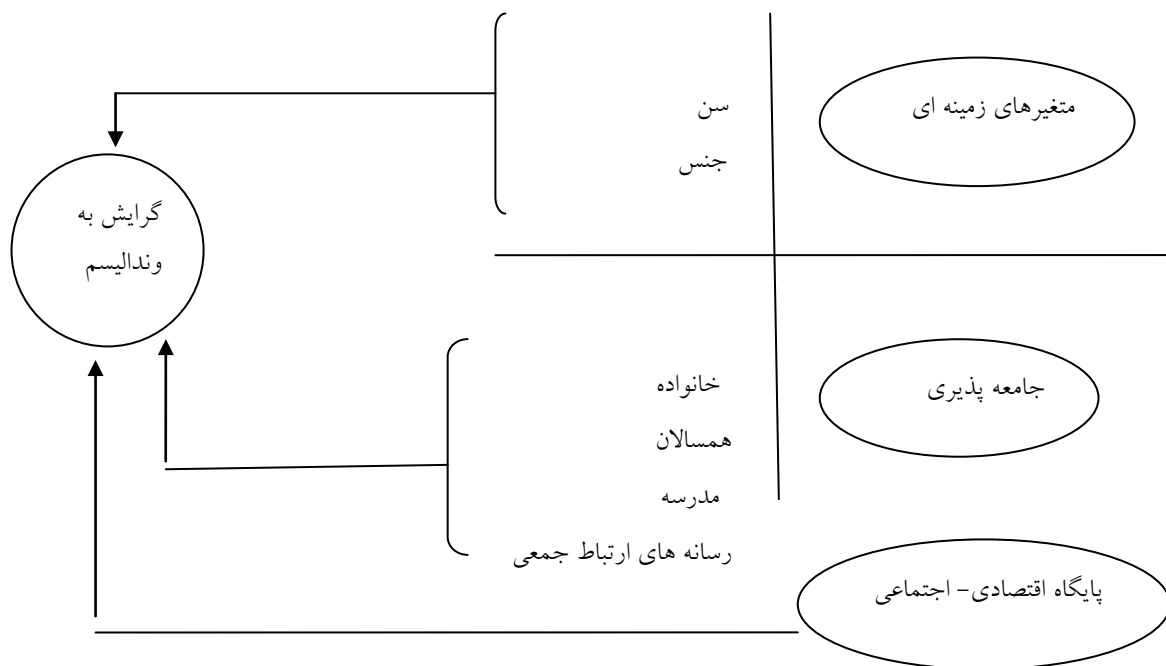 متغیرهای زمینه ای
سن
جنس
گرایش به
وندالیسم
جامعه پذیری
خانواده
همسالان
مدرسه
رسانه های ارتباط جمعی
پایگاه اقتصادی- اجتماعی